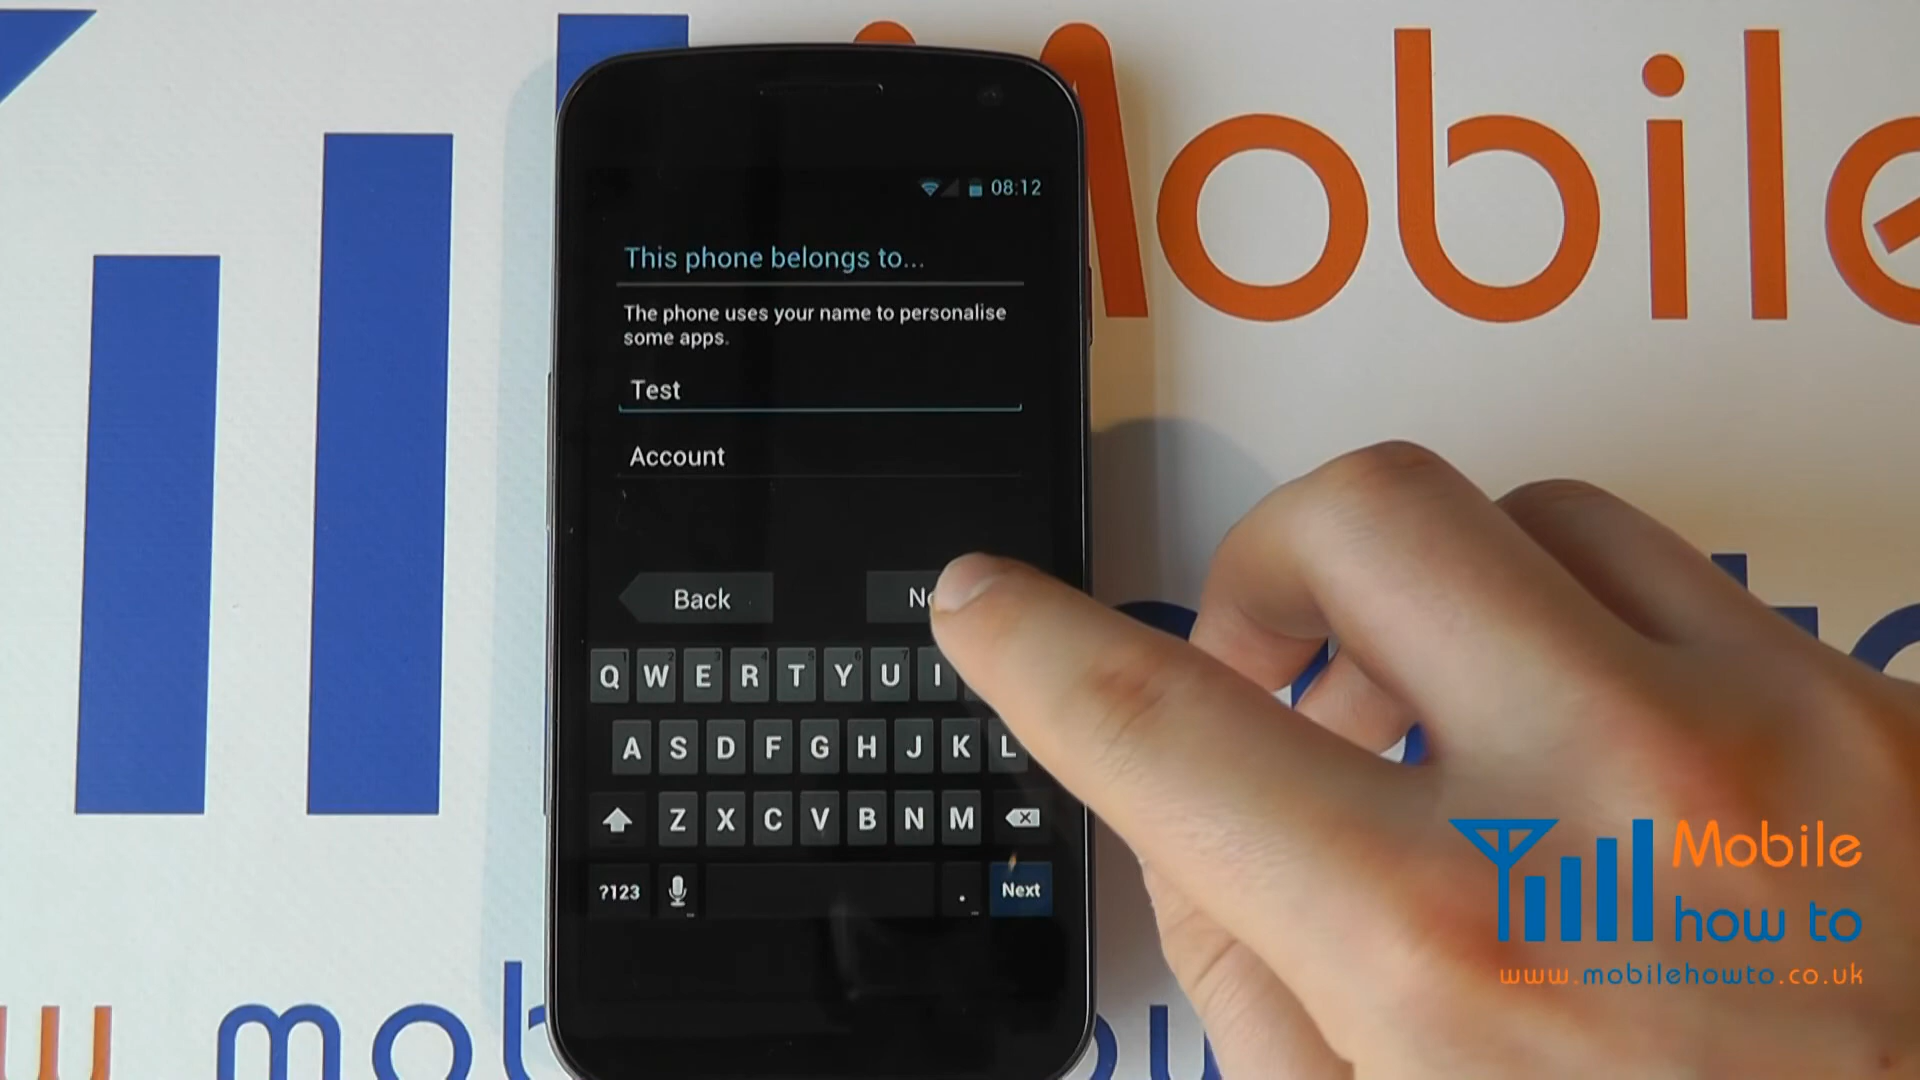 Mobile
08:12
This phone belongs to...
The phone uses your name to personalise
some apps.
Test
Account
Back
Q W E R T Y U I
A S D F G H J K L
Z X C V B N M
?123 . Next
Mobile
how to
www.mobilehowto.co.uk